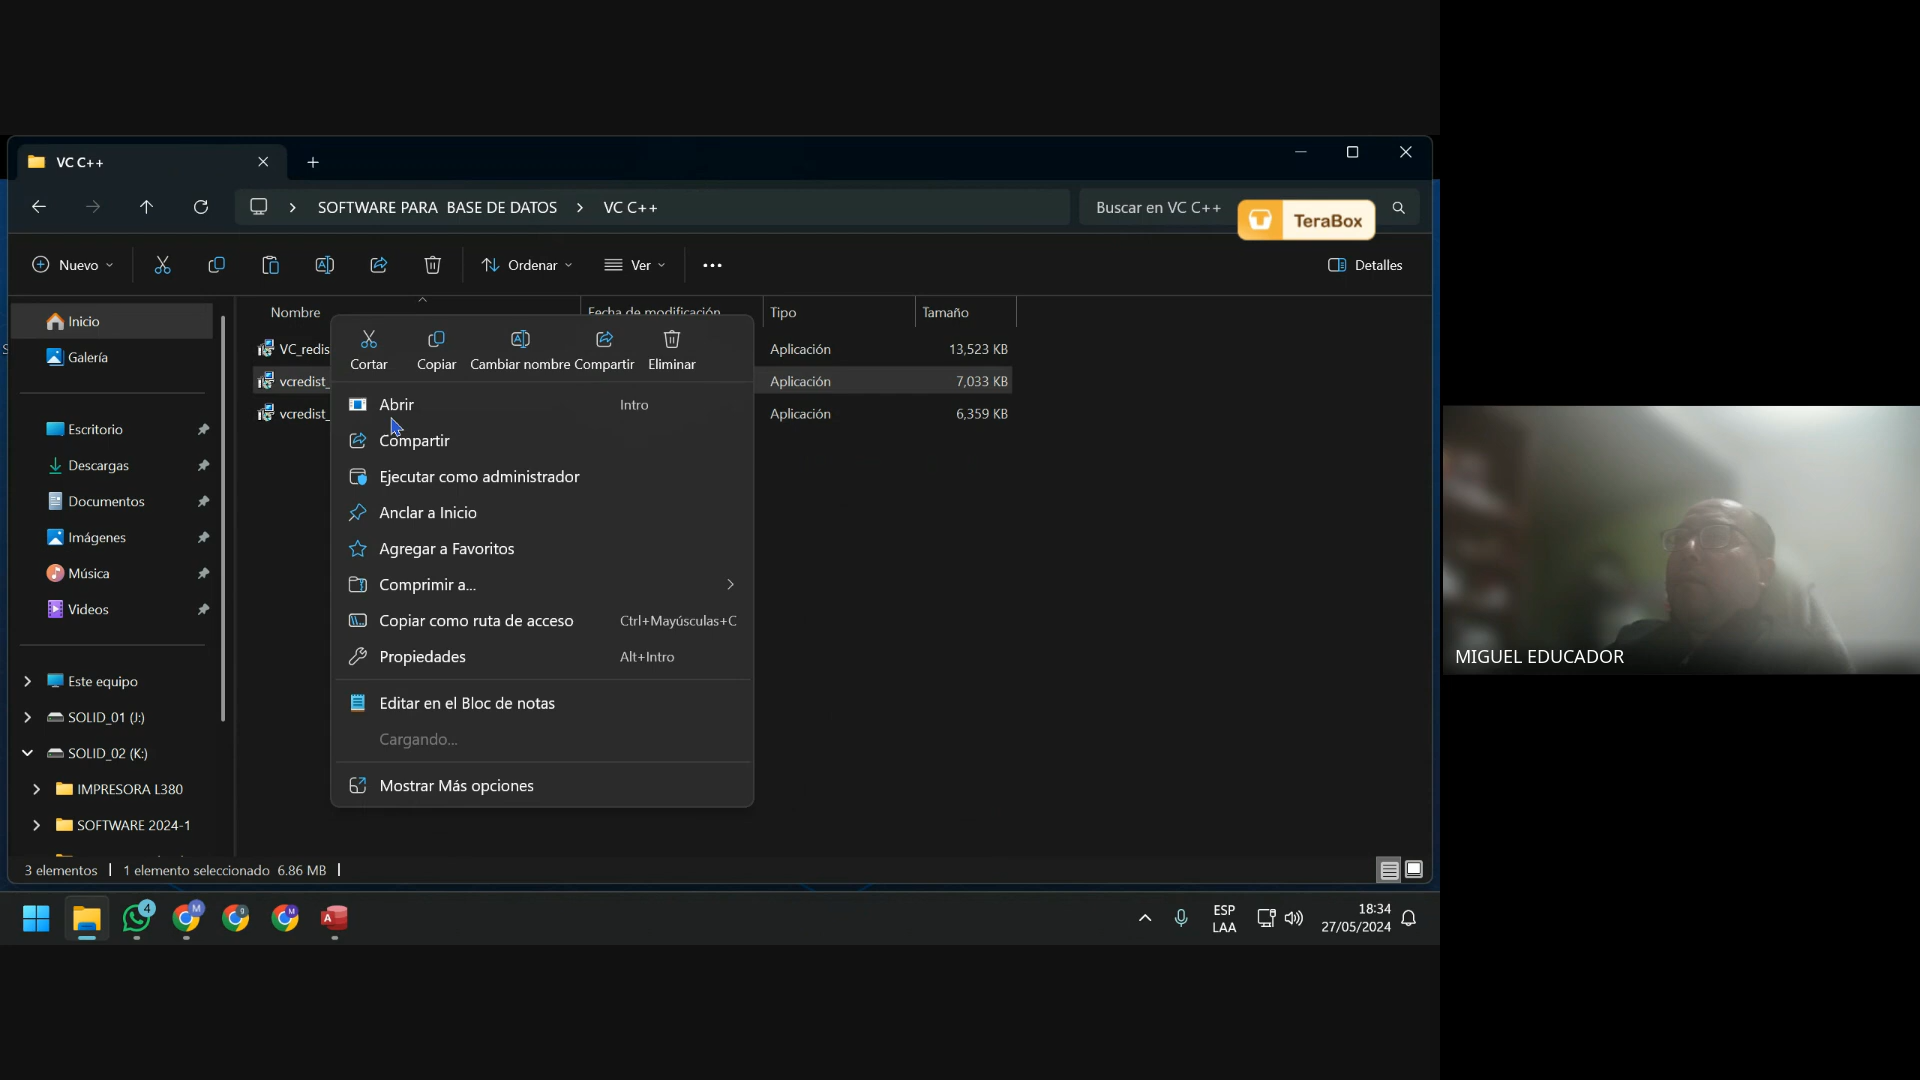 VC C++
SOFTWARE PARA BASE DE DATOS
VC C++
Buscar en VC C++
TeraBox
Nuevo
Ordenar
Ver
Detalles
Inicio
Galería
Escritorio
Descargas
Documentos
Imágenes
Música
Videos
Este equipo
SOLID_01 (J:)
SOLID_02 (K:)
IMPRESORA L380
SOFTWARE 2024-1
Nombre
Fecha de modificación
Tipo
Tamaño
VC_redis
Aplicación
13,523 KB
vcredist_
Aplicación
7,033 KB
vcredist_
Aplicación
6,359 KB
Cortar
Copiar
Cambiar nombre
Compartir
Eliminar
Abrir
Intro
Compartir
Ejecutar como administrador
Anclar a Inicio
Agregar a Favoritos
Comprimir a...
Copiar como ruta de acceso
Ctrl+Mayúsculas+C
Propiedades
Alt+Intro
Editar en el Bloc de notas
Cargando...
Mostrar Más opciones
3 elementos
1 elemento seleccionado 6.86 MB
4
M
g
M
A
ESP
LAA
18:34
27/05/2024
MIGUEL EDUCADOR